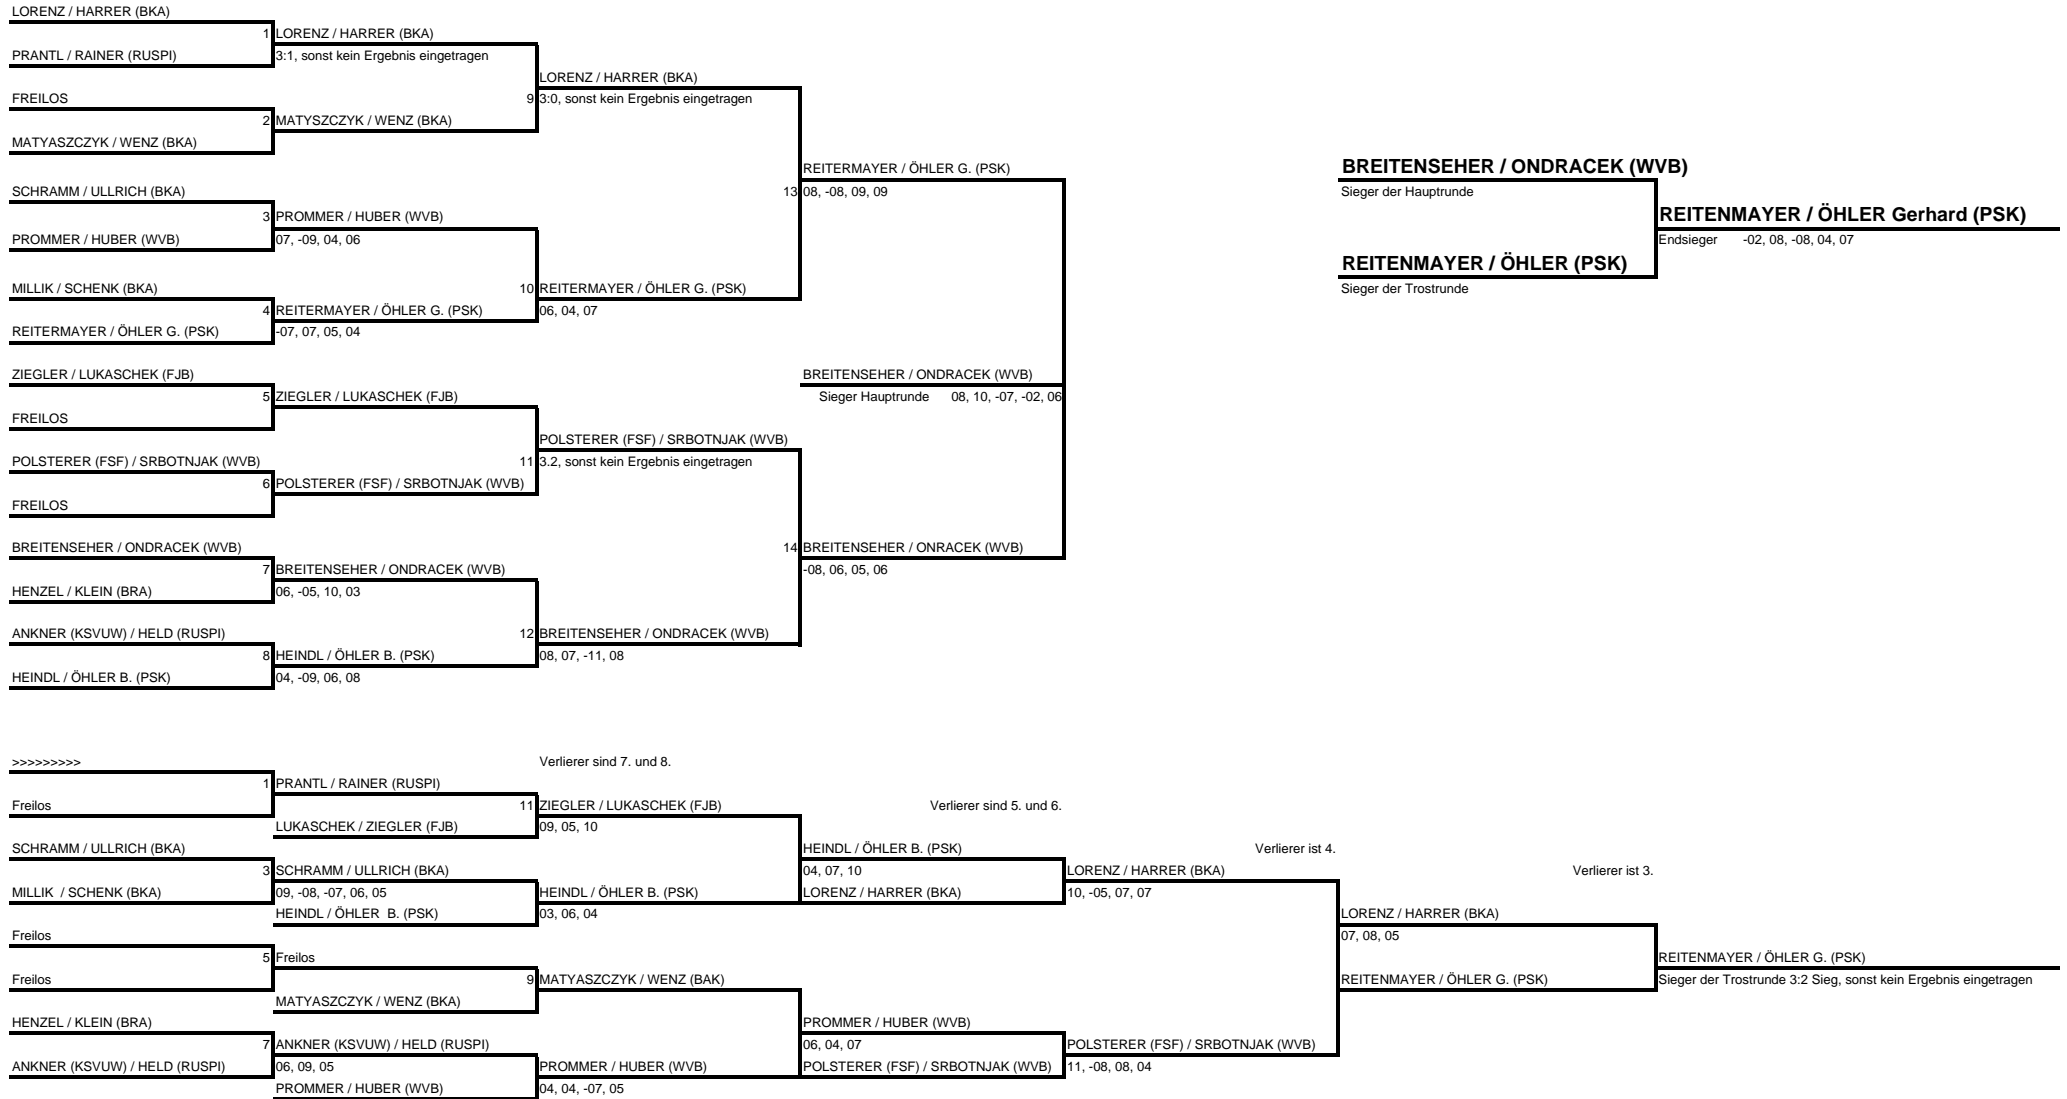 LORENZ / HARRER (BKA)
1 LORENZ / HARRER (BKA)
PRANTL / RAINER (RUSPI) 3:1, sonst kein Ergebnis eingetragen
LORENZ / HARRER (BKA)
FREILOS 9 3:0, sonst kein Ergebnis eingetragen
2 MATYSZCZYK / WENZ (BKA)
MATYASZCZYK / WENZ (BKA)
REITERMAYER / ÖHLER G. (PSK) BREITENSEHER / ONDRACEK (WVB)
SCHRAMM / ULLRICH (BKA) 13 08, -08, 09, 09 Sieger der Hauptrunde
3 PROMMER / HUBER (WVB) REITENMAYER / ÖHLER Gerhard (PSK)
PROMMER / HUBER (WVB) 07, -09, 04, 06 Endsieger -02, 08, -08, 04, 07
REITENMAYER / ÖHLER (PSK)
MILLIK / SCHENK (BKA) 10 REITERMAYER / ÖHLER G. (PSK) Sieger der Trostrunde
4 REITERMAYER / ÖHLER G. (PSK) 06, 04, 07
REITERMAYER / ÖHLER G. (PSK) -07, 07, 05, 04
ZIEGLER / LUKASCHEK (FJB) BREITENSEHER / ONDRACEK (WVB)
5 ZIEGLER / LUKASCHEK (FJB) Sieger Hauptrunde 08, 10, -07, -02, 06
FREILOS
POLSTERER (FSF) / SRBOTNJAK (WVB)
POLSTERER (FSF) / SRBOTNJAK (WVB) 11 3.2, sonst kein Ergebnis eingetragen
6 POLSTERER (FSF) / SRBOTNJAK (WVB)
FREILOS
BREITENSEHER / ONDRACEK (WVB) 14 BREITENSEHER / ONRACEK (WVB)
7 BREITENSEHER / ONDRACEK (WVB) -08, 06, 05, 06
HENZEL / KLEIN (BRA) 06, -05, 10, 03
ANKNER (KSVUW) / HELD (RUSPI) 12 BREITENSEHER / ONDRACEK (WVB)
8 HEINDL / ÖHLER B. (PSK) 08, 07, -11, 08
HEINDL / ÖHLER B. (PSK) 04, -09, 06, 08
>>>>>>>>> Verlierer sind 7. und 8.
1 PRANTL / RAINER (RUSPI)
Freilos 11 ZIEGLER / LUKASCHEK (FJB) Verlierer sind 5. und 6.
LUKASCHEK / ZIEGLER (FJB) 09, 05, 10
SCHRAMM / ULLRICH (BKA) HEINDL / ÖHLER B. (PSK) Verlierer ist 4.
3 SCHRAMM / ULLRICH (BKA) 04, 07, 10 LORENZ / HARRER (BKA) Verlierer ist 3.
MILLIK / SCHENK (BKA) 09, -08, -07, 06, 05 HEINDL / ÖHLER B. (PSK) LORENZ / HARRER (BKA) 10, -05, 07, 07
HEINDL / ÖHLER B. (PSK) 03, 06, 04 LORENZ / HARRER (BKA)
Freilos 07, 08, 05
5 Freilos REITENMAYER / ÖHLER G. (PSK)
Freilos 9 MATYASZCZYK / WENZ (BAK) REITENMAYER / ÖHLER G. (PSK) Sieger der Trostrunde 3:2 Sieg, sonst kein Ergebnis eingetragen
MATYASZCZYK / WENZ (BKA)
HENZEL / KLEIN (BRA) PROMMER / HUBER (WVB)
7 ANKNER (KSVUW) / HELD (RUSPI) 06, 04, 07 POLSTERER (FSF) / SRBOTNJAK (WVB)
ANKNER (KSVUW) / HELD (RUSPI) 06, 09, 05 PROMMER / HUBER (WVB) POLSTERER (FSF) / SRBOTNJAK (WVB) 11, -08, 08, 04
PROMMER / HUBER (WVB) 04, 04, -07, 05